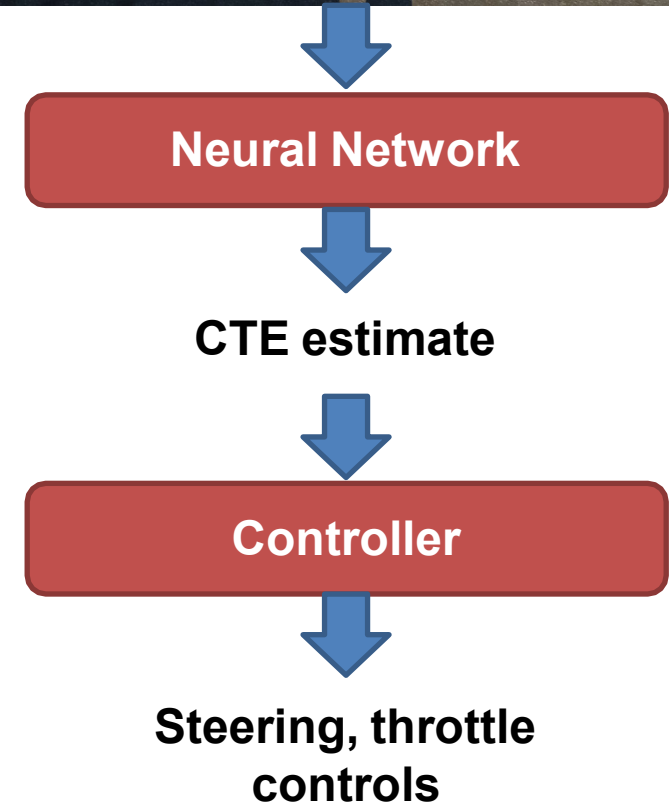 Neural Network
CTE estimate
Controller
Steering, throttle
controls